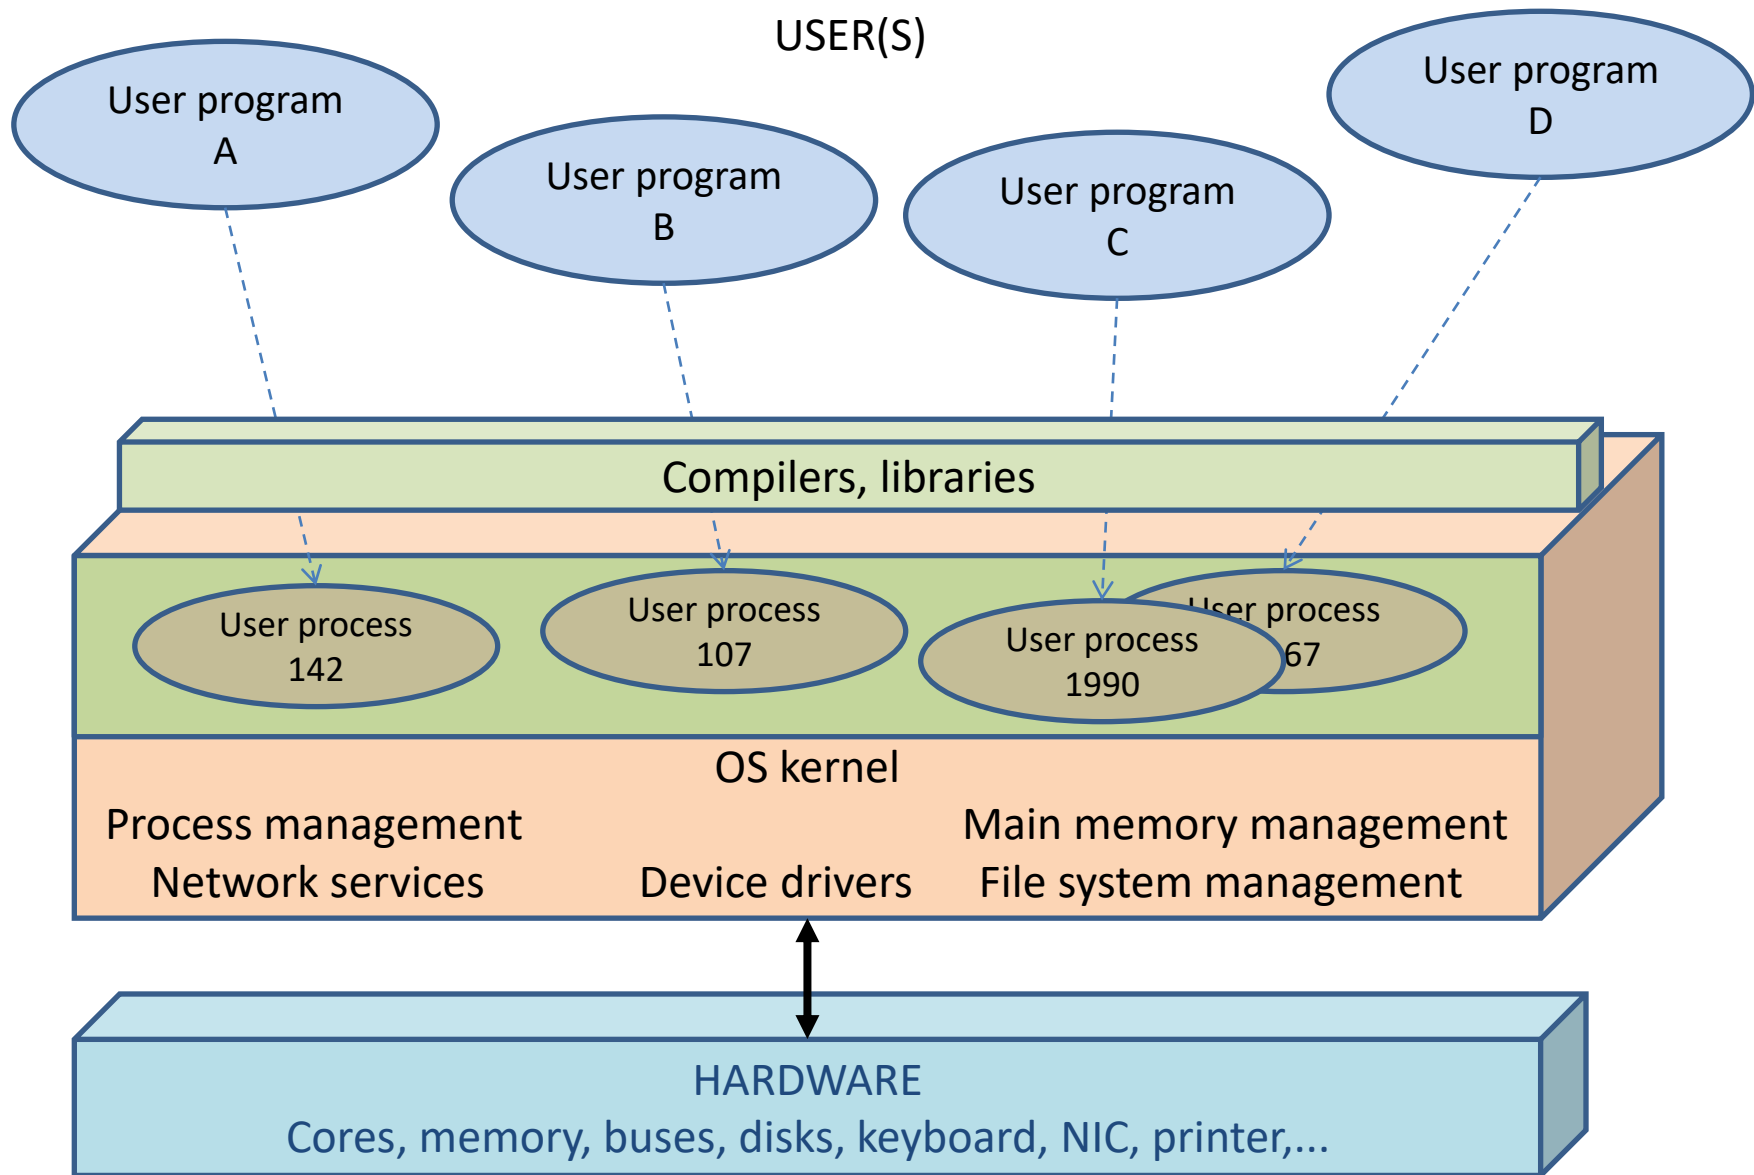 USER(S)
User program
A
User program
B
User program
C
User program
D
Compilers, libraries
User process
142
User process
107
User process
1990
process
67
OS kernel
Process management
Main memory management
Network services
Device drivers
File system management
HARDWARE
Cores, memory, buses, disks, keyboard, NIC, printer,...